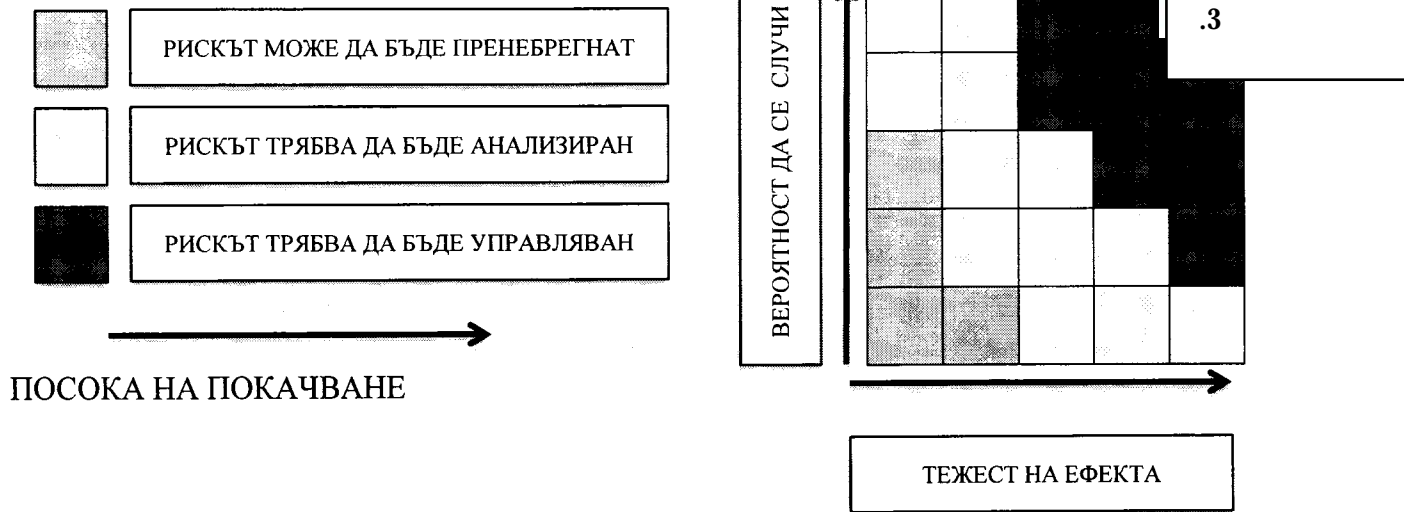 РИСКЪТ МОЖЕ ДА БЪДЕ ПРЕНЕБРЕГНАТ
РИСКЪТ ТРЯБВА ДА БЪДЕ АНАЛИЗИРАН
РИСКЪТ ТРЯБВА ДА БЪДЕ УПРАВЛЯВАН
ПОСОКА НА ПОКАЧВАНЕ
ВЕРОЯТНОСТ ДА СЕ СЛУЧИ
.3
ТЕЖЕСТ НА ЕФЕКТА